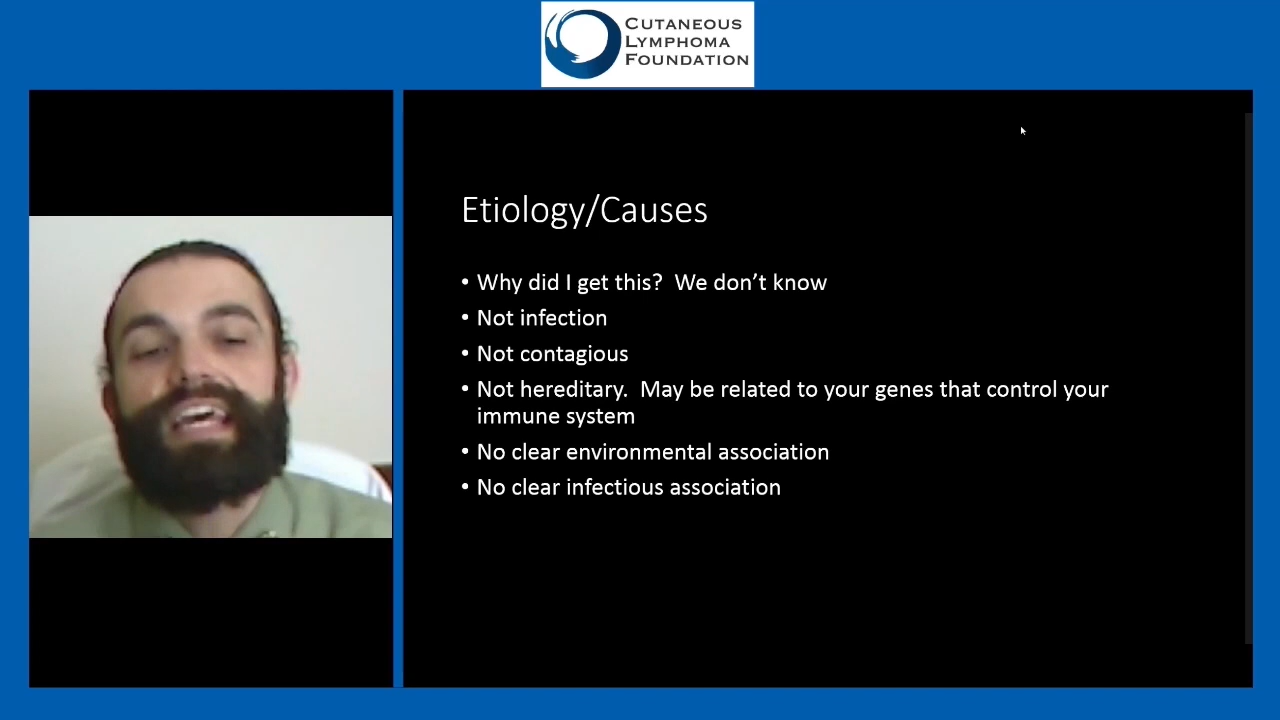 CUTANEOUS
LYMPHOMA
FOUNDATION
Etiology/Causes
• Why did I get this?  We don’t know
• Not infection
• Not contagious
• Not hereditary.  May be related to your genes that control your
immune system
• No clear environmental association
• No clear infectious association